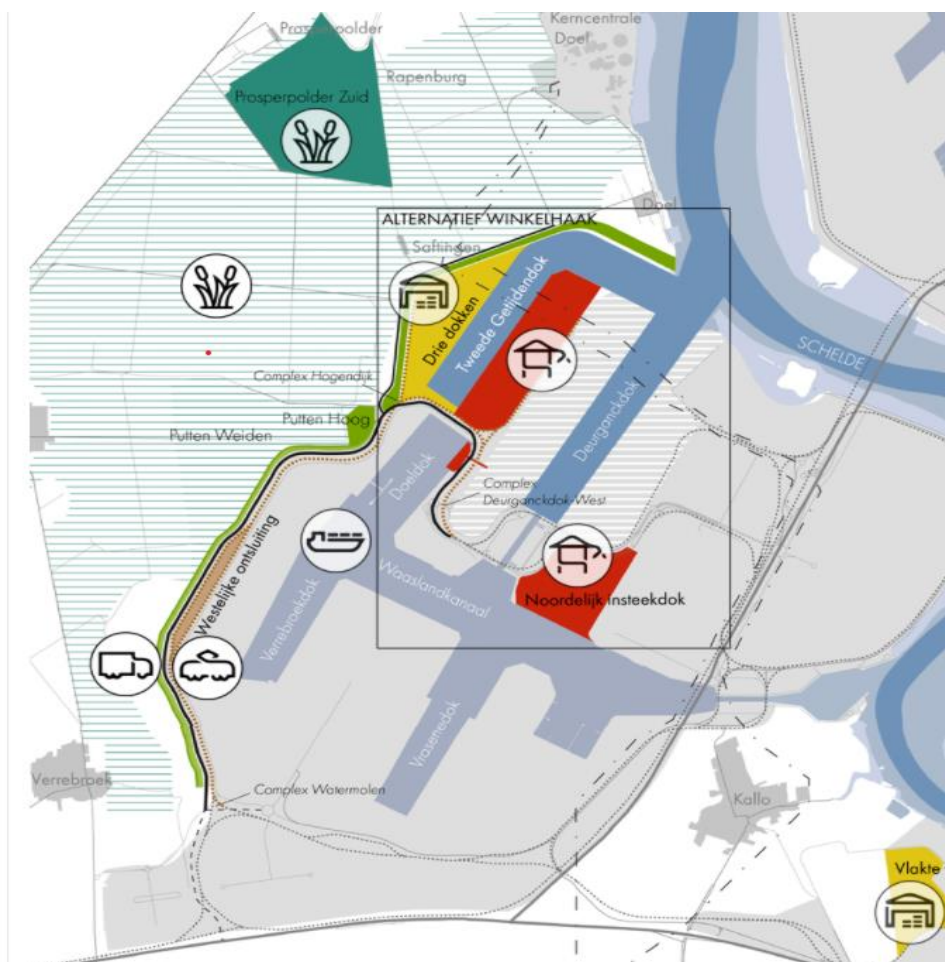 Prosperpolder
Kerncentrale
Doel
Rapenburg
Prosperpolder Zuid
Doel
ALTERNATIEF WINKELHAAK
Saftingen
Drie dokken
Tweede Getijdendok
SCHELDE
Complex Hogendijk
Putten Hoog
Putten Weiden
Deurganckdok
Doeldok
Complex
Deurganckdok-West
Westelijke ontsluiting
Waaslandkanaal
Noordelijk insteekdok
Verrebroekdok
Vrasenedok
Verrebroek
Complex Watermolen
Kallo
Vlakte